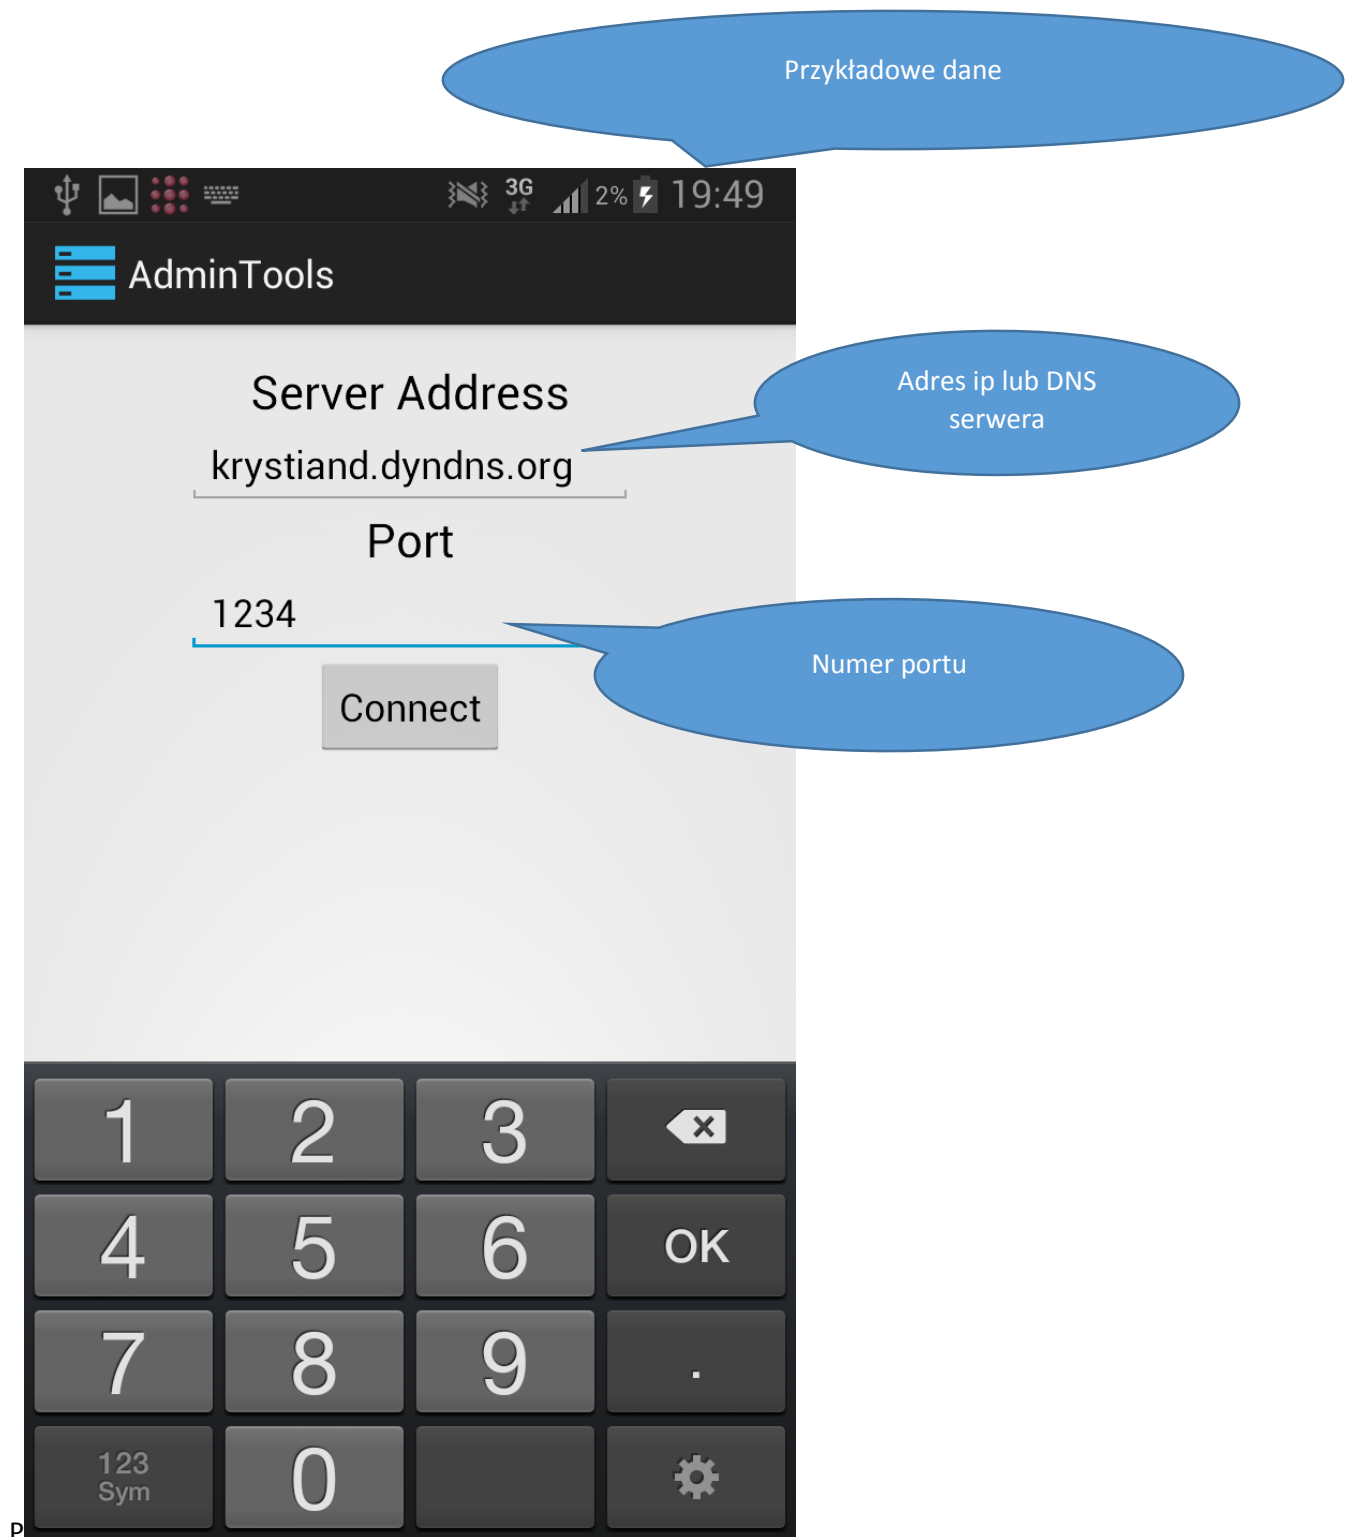 Przykładowe dane
3G 2% 19:49
AdminTools
Server Address
Adres ip lub DNS
serwera
krystiand.dyndns.org
Port
1234
Numer portu
Connect
1 2 3
4 5 6 OK
7 8 9 .
123
Sym
0
P